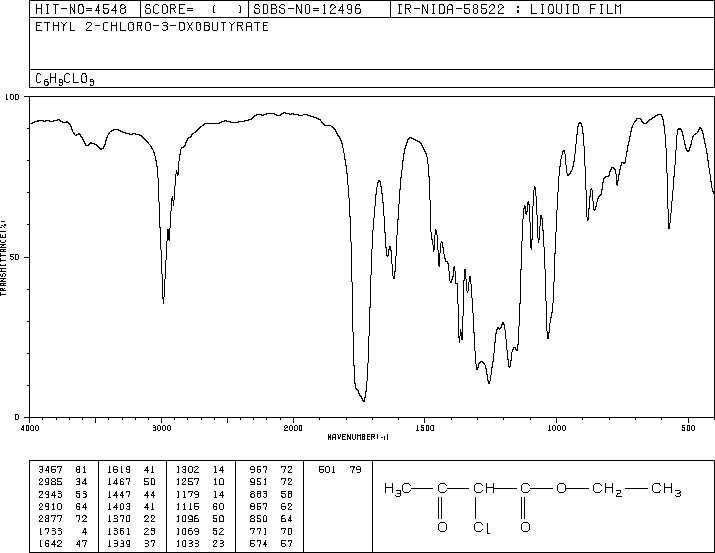 HIT-NO=4548 SCORE= ( ) SDBS-NO=12496 IR-NIDA-58522 : LIQUID FILM
ETHYL 2-CHLORO-3-OXOBUTYRATE
C6H9CLO3
100
50
0
TRANSMITTANCE(%)
4000 3000 2000 1500 1000 500
WAVENUMBER(-1)
3467 81 1619 41 1302 14 967 72 501 79
2985 34 1467 50 1257 10 951 72
2943 53 1447 44 1179 14 883 58
2910 64 1403 41 1115 60 867 62
2877 72 1370 22 1096 50 850 64
1733 4 1361 23 1069 52 771 70
1642 47 1339 37 1033 23 574 57
H3C C CH C O CH2 CH3
O Cl O